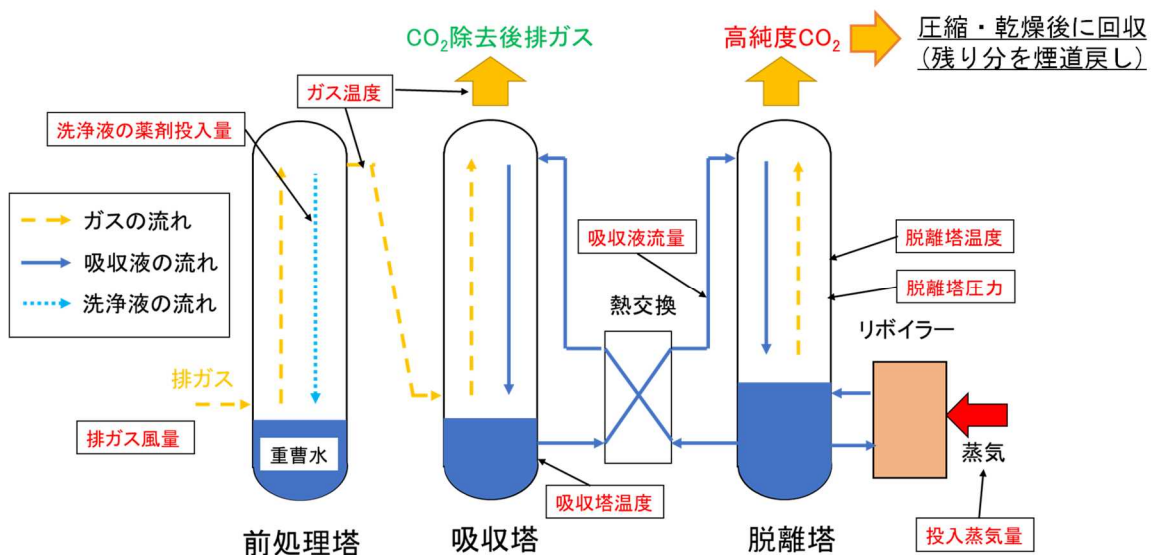 CO₂除去後排ガス
高純度CO₂
圧縮・乾燥後に回収
(残り分を煙道戻し)
ガス温度
洗浄液の薬剤投入量
ガスの流れ
吸収液の流れ
洗浄液の流れ
吸収液流量
脱離塔温度
脱離塔圧力
熱交換
リボイラー
排ガス
排ガス風量
重曹水
蒸気
吸収塔温度
投入蒸気量
前処理塔
吸収塔
脱離塔